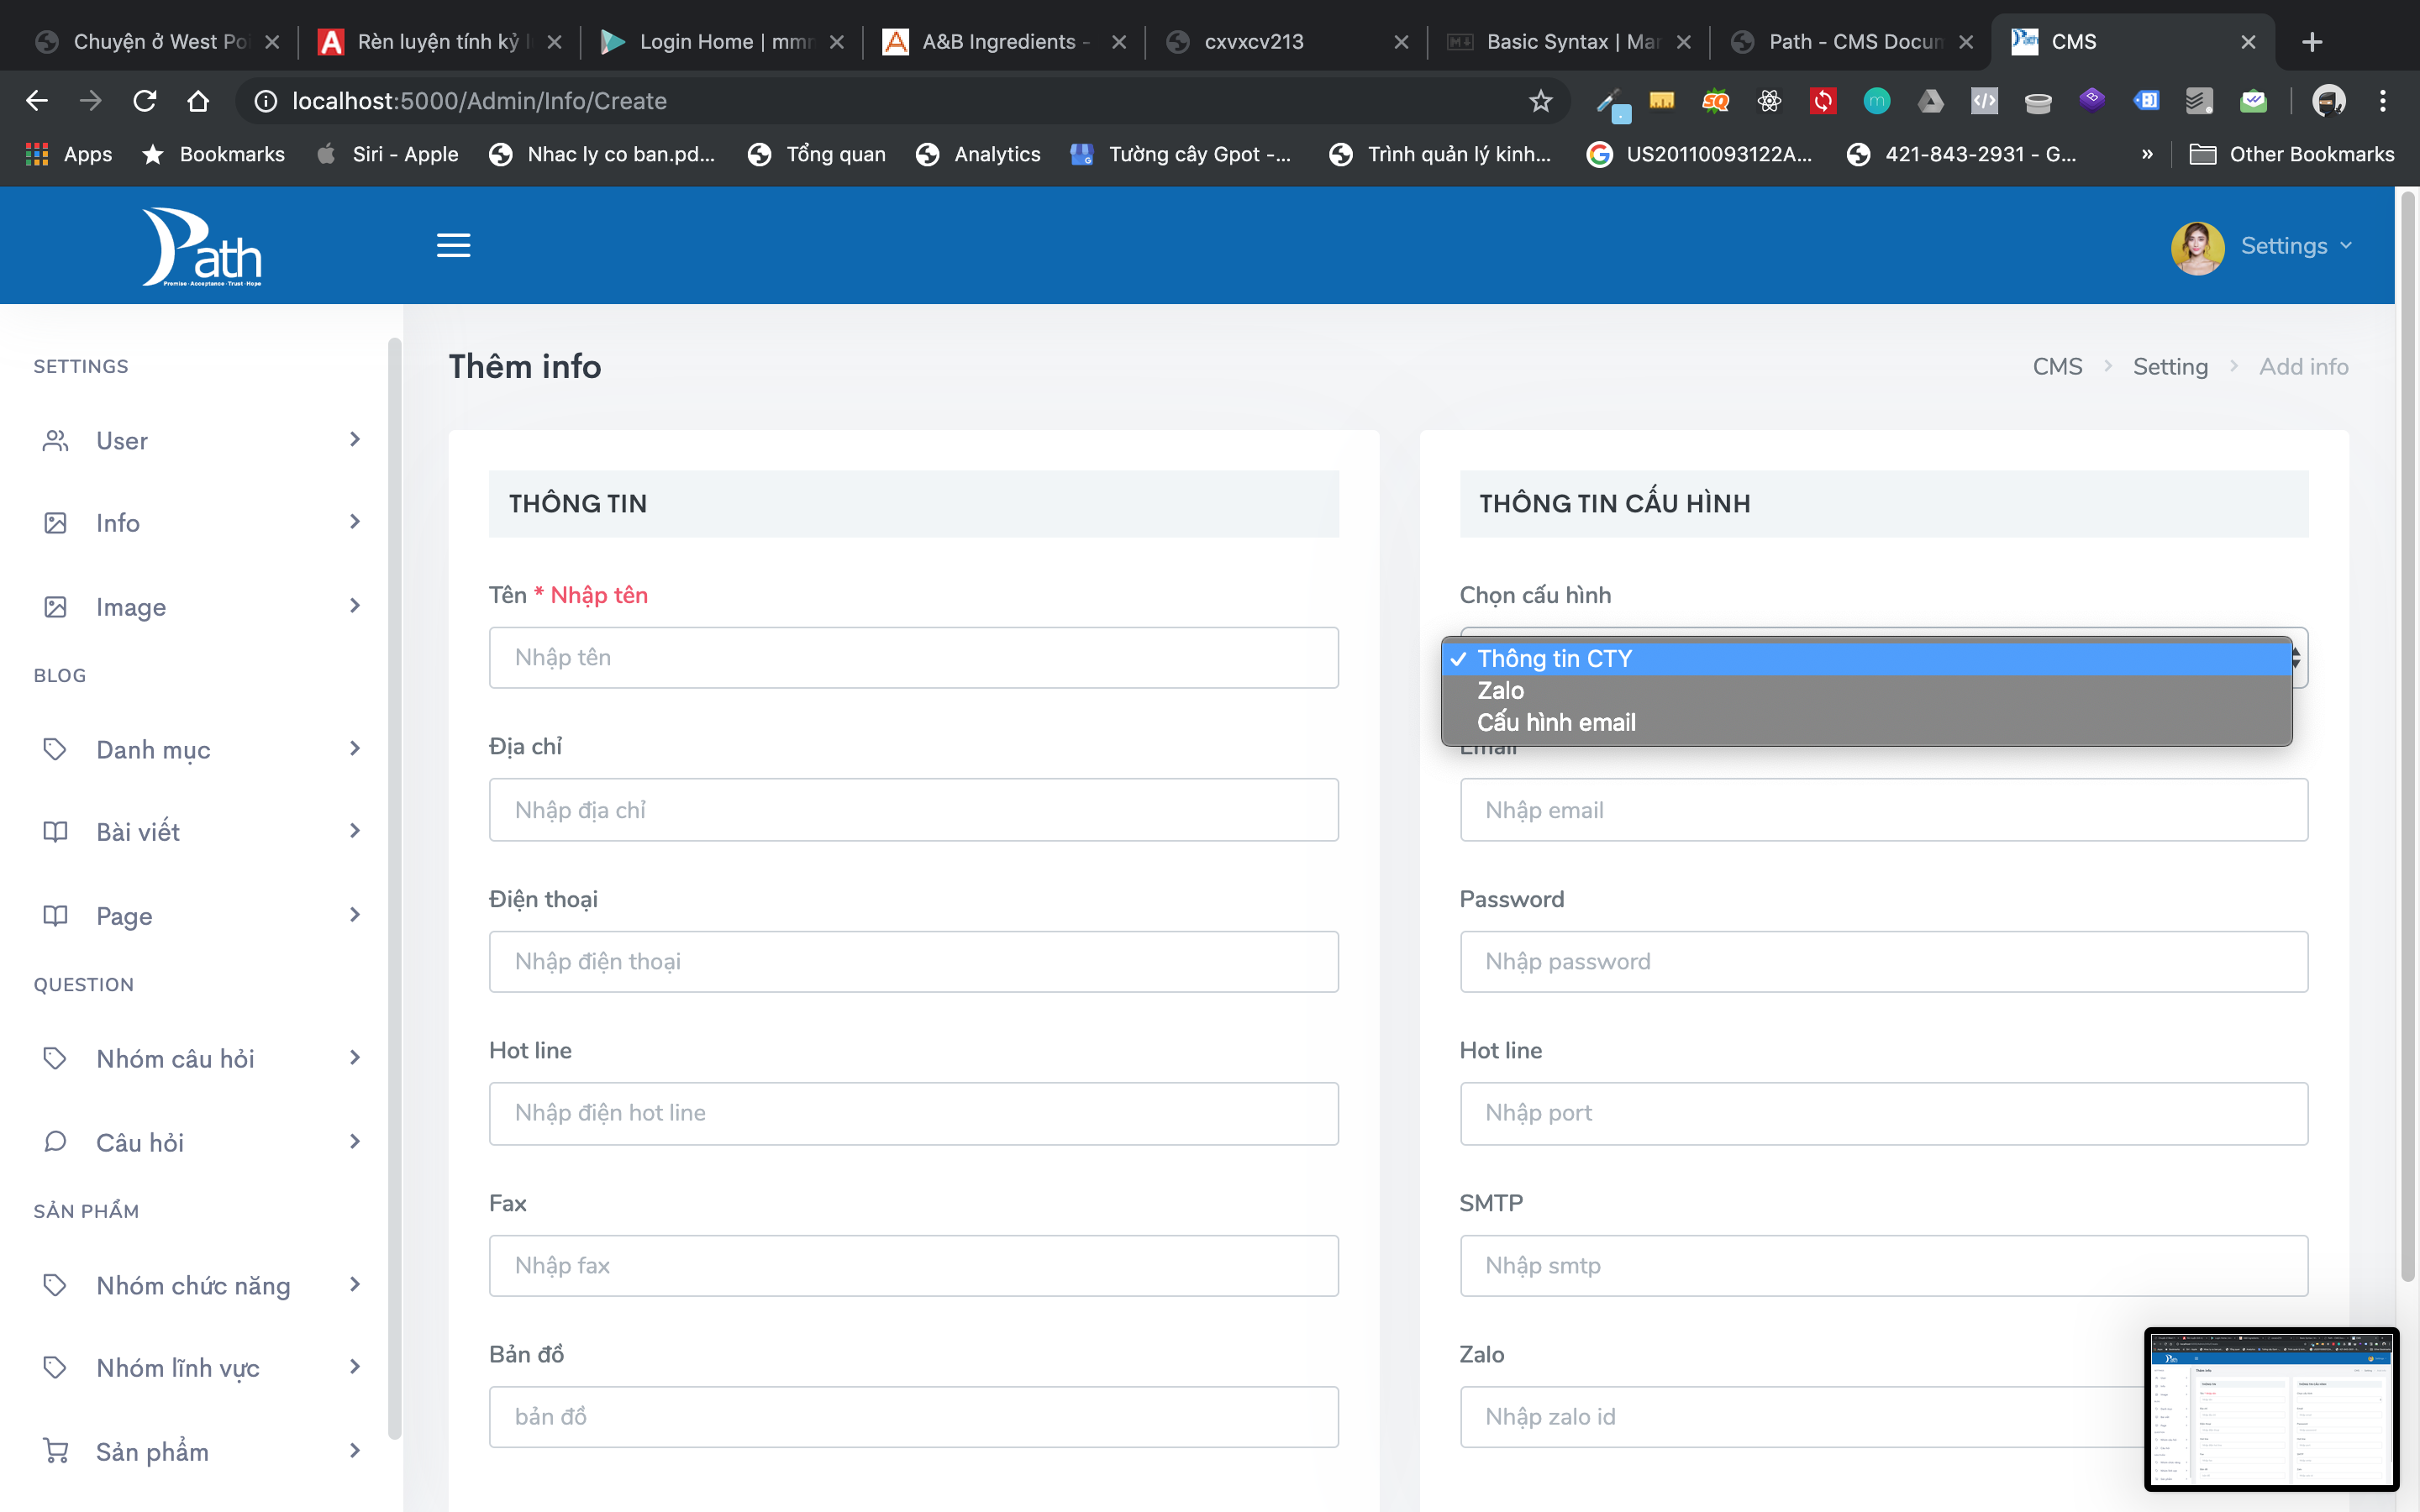 Chuyện ở West Poi
Rèn luyện tính kỷ l
Login Home | mmr
A&B Ingredients -
cxvxcv213
Basic Syntax | Mar
Path - CMS Docum
CMS
localhost:5000/Admin/Info/Create
Apps
Bookmarks
Siri - Apple
Nhac ly co ban.pd...
Tổng quan
Analytics
Tường cây Gpot -...
Trình quản lý kinh...
US20110093122A...
421-843-2931 - G...
»
Other Bookmarks
Path
Promise - Acceptance - Trust - Hope
Settings
SETTINGS
User
Info
Image
BLOG
Danh mục
Bài viết
Page
QUESTION
Nhóm câu hỏi
Câu hỏi
SẢN PHẨM
Nhóm chức năng
Nhóm lĩnh vực
Sản phẩm
Thêm info
CMS > Setting > Add info
THÔNG TIN
Tên * Nhập tên
Nhập tên
Địa chỉ
Nhập địa chỉ
Điện thoại
Nhập điện thoại
Hot line
Nhập điện hot line
Fax
Nhập fax
Bản đồ
bản đồ
THÔNG TIN CẤU HÌNH
Chọn cấu hình
Thông tin CTY
Zalo
Cấu hình email
Email
Nhập email
Password
Nhập password
Hot line
Nhập port
SMTP
Nhập smtp
Zalo
Nhập zalo id